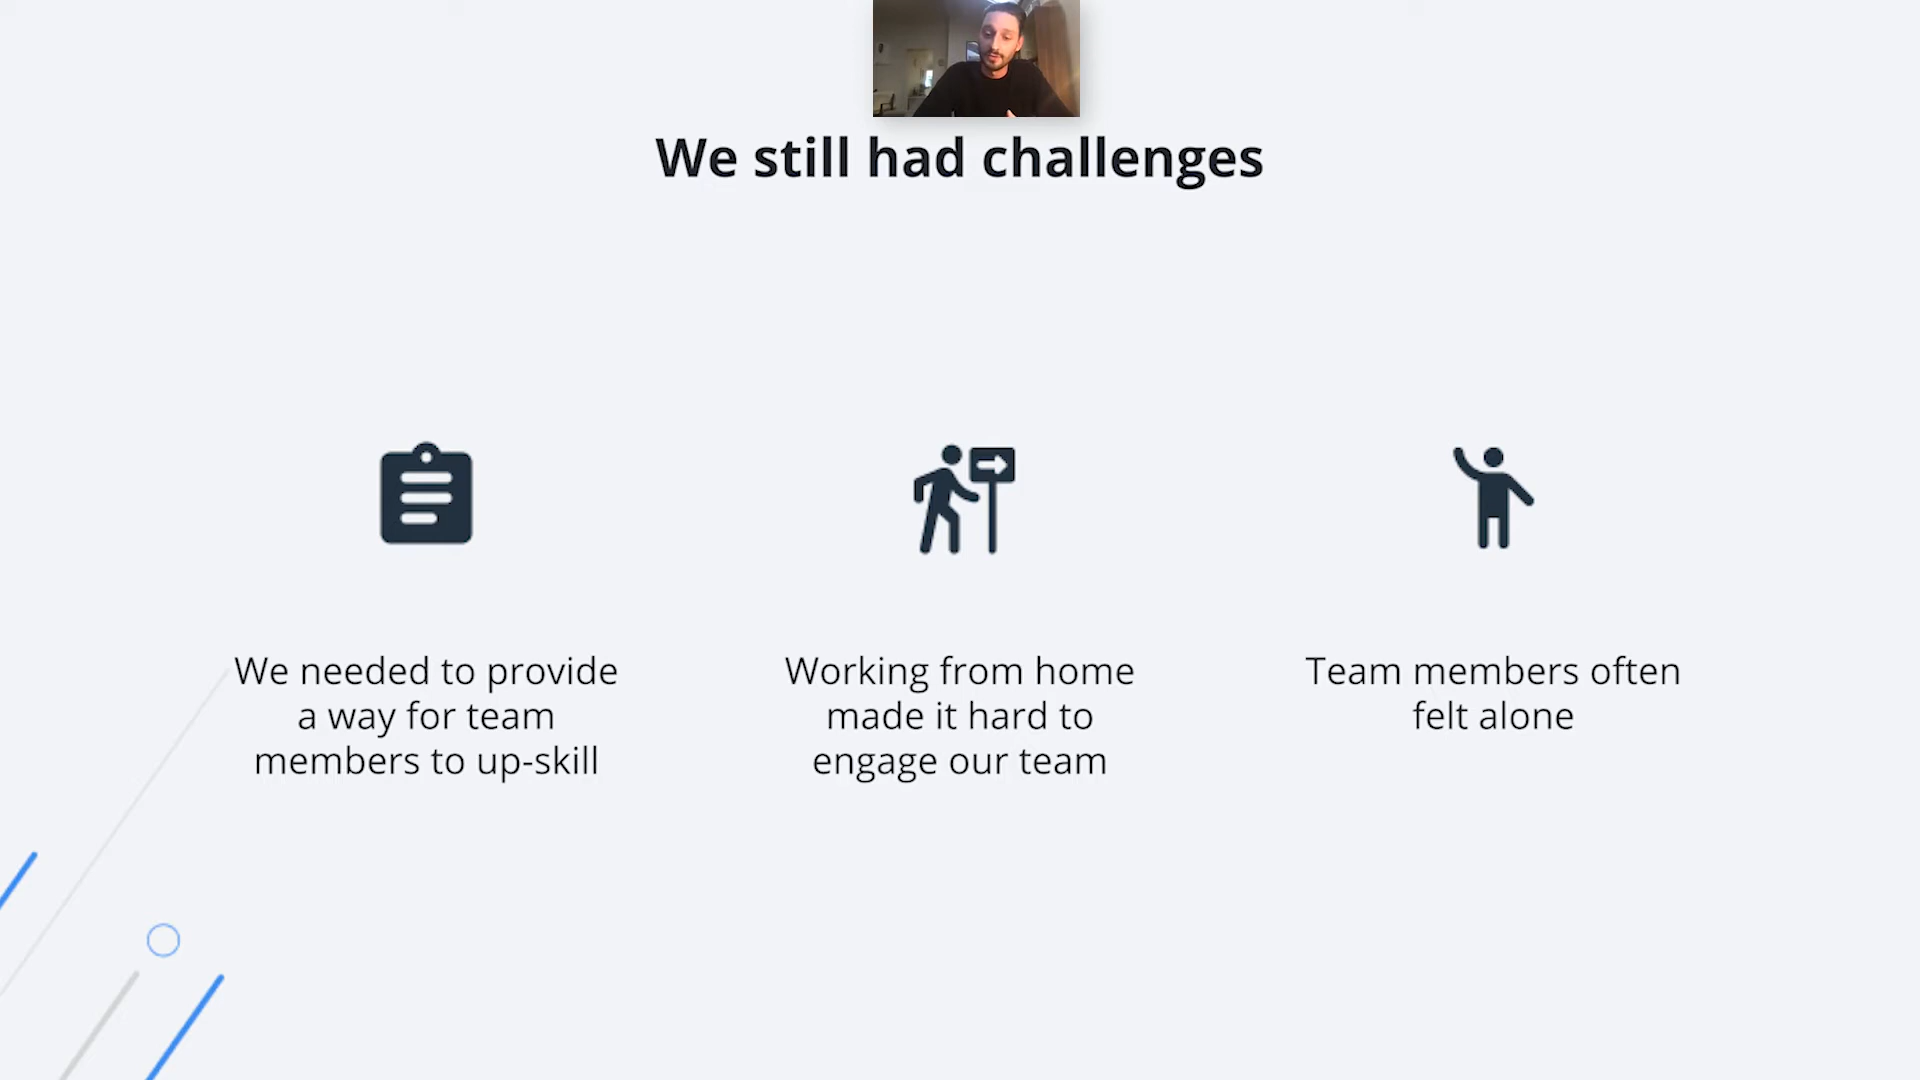 We still had challenges
We needed to provide
a way for team
members to up-skill
Working from home
made it hard to
engage our team
Team members often
felt alone